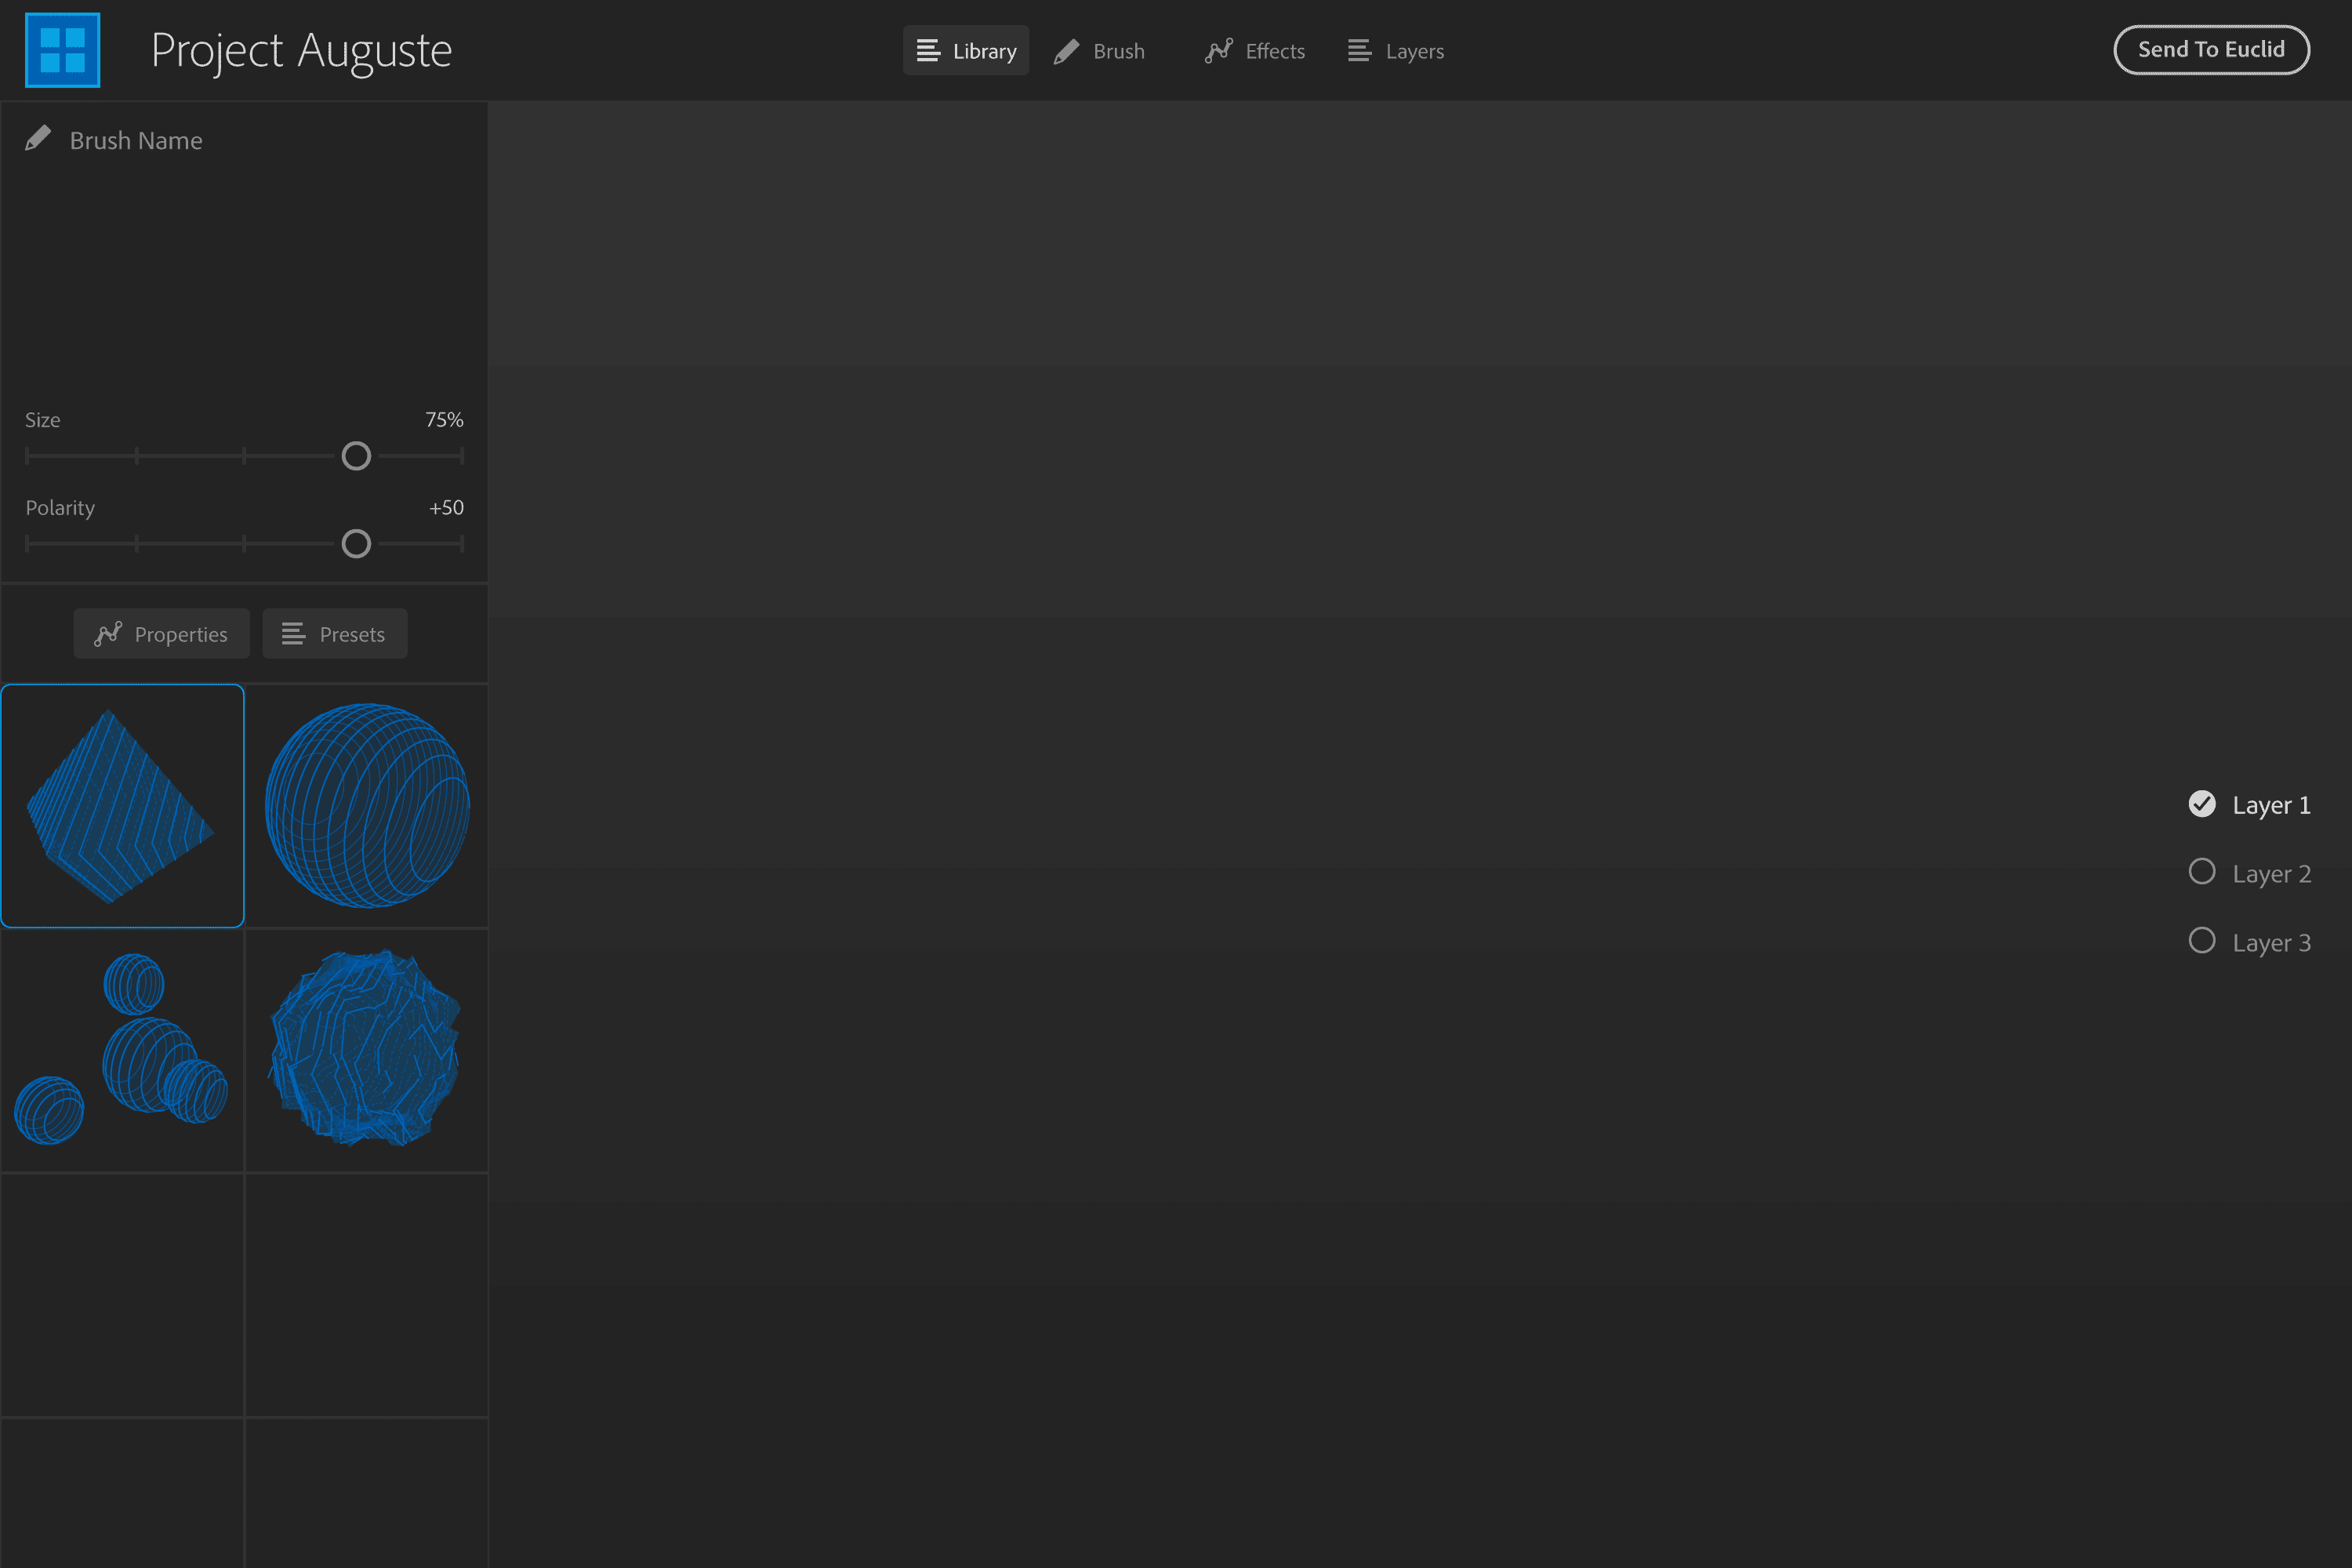 Project Auguste
Library
Brush
Effects
Layers
Send To Euclid
Brush Name
Size
75%
Polarity
+50
Properties
Presets
Layer 1
Layer 2
Layer 3